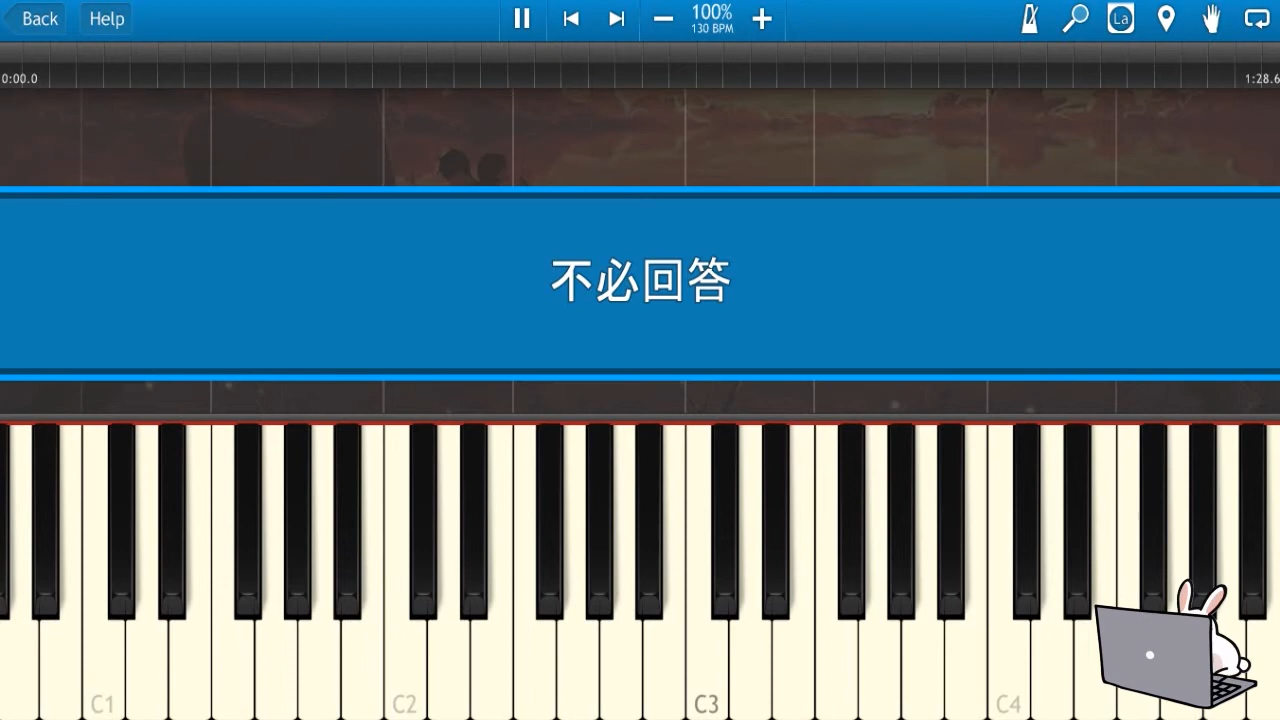 Back Help 100%
130 BPM
La
0:00.0 1:28.6
不必回答
C1 C2 C3 C4